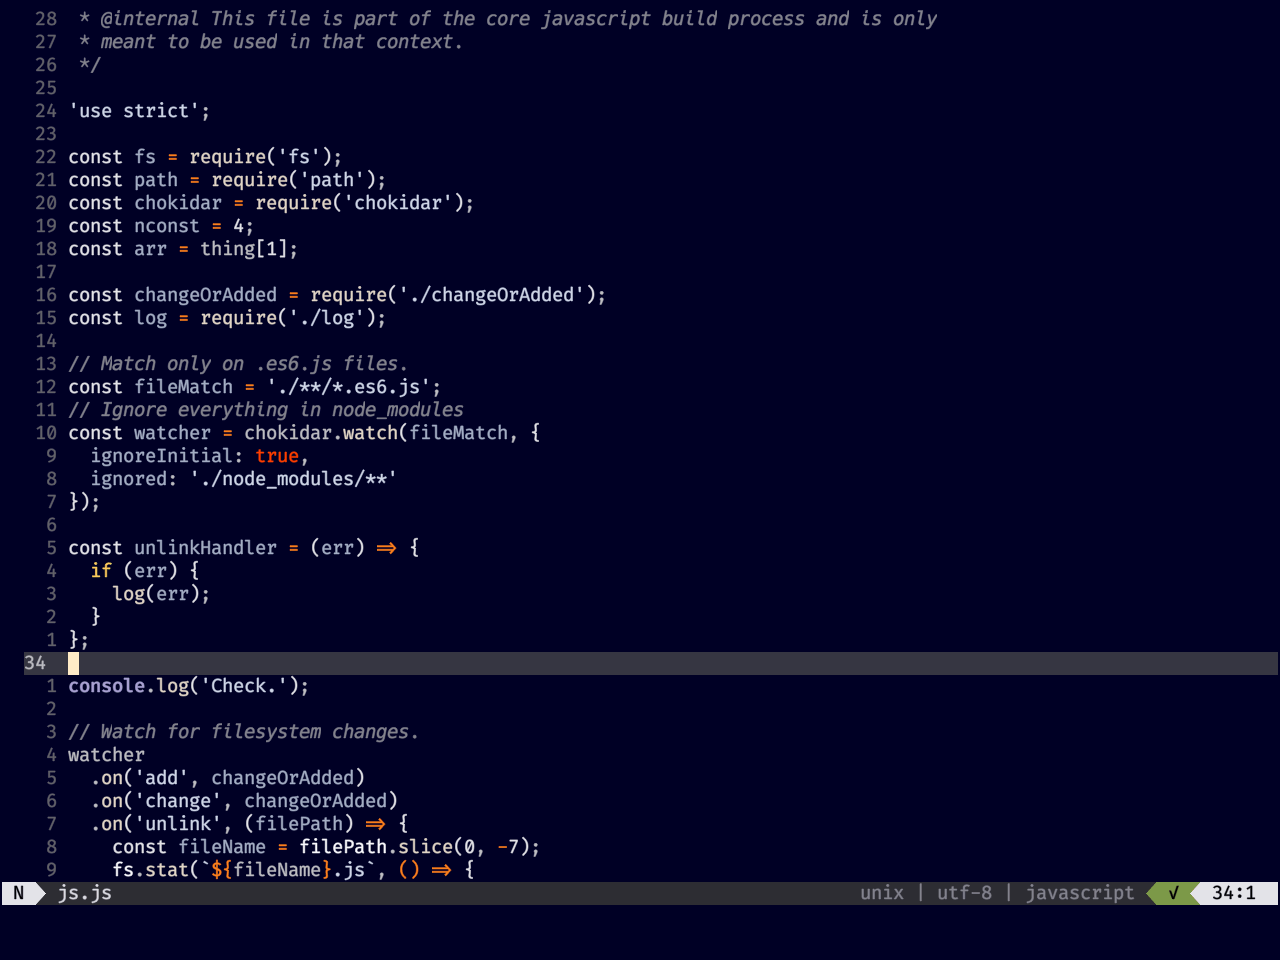 28  * @internal This file is part of the core javascript build process and is only
27  * meant to be used in that context.
26  */
25
24 'use strict';
23
22 const fs = require('fs');
21 const path = require('path');
20 const chokidar = require('chokidar');
19 const nconst = 4;
18 const arr = thing[1];
17
16 const changeOrAdded = require('./changeOrAdded');
15 const log = require('./log');
14
13 // Match only on .es6.js files.
12 const fileMatch = './**/*.es6.js';
11 // Ignore everything in node_modules
10 const watcher = chokidar.watch(fileMatch, {
 9   ignoreInitial: true,
 8   ignored: './node_modules/**'
 7 });
 6
 5 const unlinkHandler = (err) => {
 4   if (err) {
 3     log(err);
 2   }
 1 };
34
 1 console.log('Check.');
 2
 3 // Watch for filesystem changes.
 4 watcher
 5   .on('add', changeOrAdded)
 6   .on('change', changeOrAdded)
 7   .on('unlink', (filePath) => {
 8     const fileName = filePath.slice(0, -7);
 9     fs.stat(`${fileName}.js`, () => {
N js.js unix | utf-8 | javascript √ 34:1